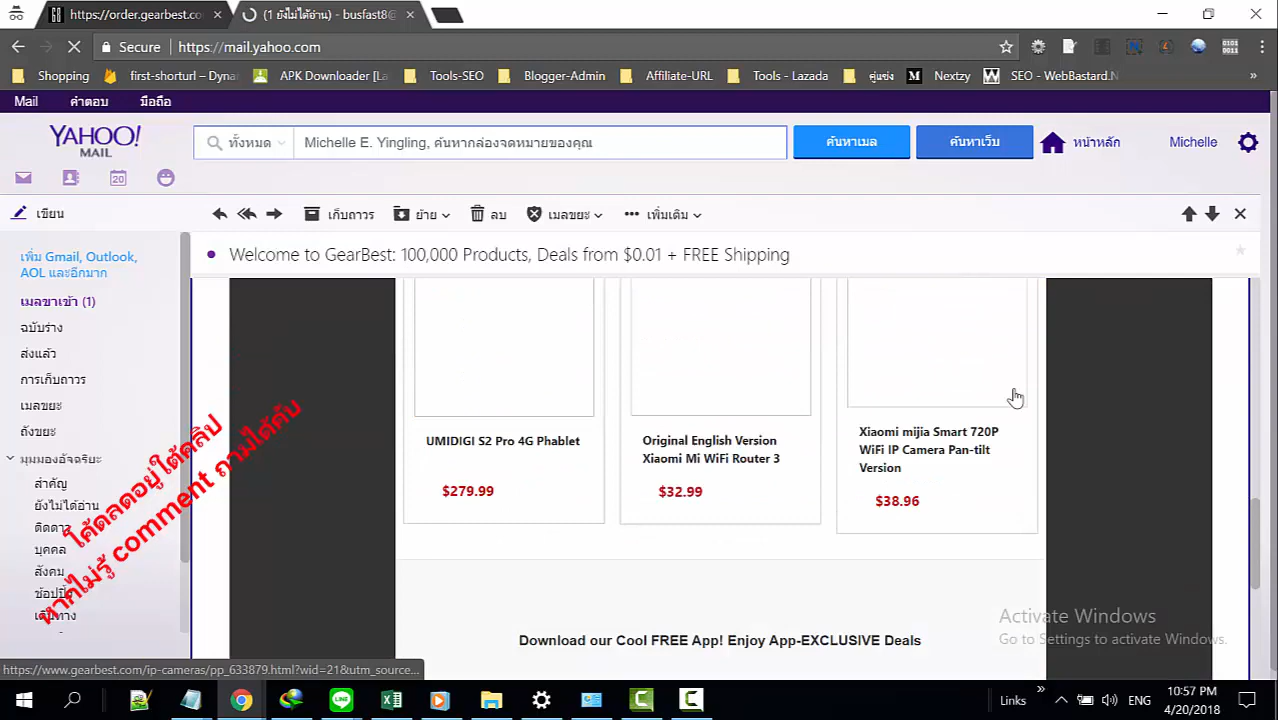 https://order.gearbest.co
(1 ยังไม่ได้อ่าน) - busfast8@
Secure
https://mail.yahoo.com
Shopping
first-shorturl – Dynar
APK Downloader [La
Tools-SEO
Blogger-Admin
Affiliate-URL
Tools - Lazada
คู่แข่ง
Nextzy
SEO - WebBastard.N
Mail
คำตอบ
มือถือ
YAHOO!
MAIL
ทั้งหมด
Michelle E. Yingling, ค้นหากล่องจดหมายของคุณ
ค้นหาเมล
ค้นหาเว็บ
หน้าหลัก
Michelle
20
เขียน
เก็บถาวร
ย้าย
ลบ
เมลขยะ
เพิ่มเติม
เพิ่ม Gmail, Outlook,
AOL และอีกมาก
Welcome to GearBest: 100,000 Products, Deals from $0.01 + FREE Shipping
เมลขาเข้า (1)
ฉบับร่าง
ส่งแล้ว
การเก็บถาวร
เมลขยะ
ถังขยะ
มุมมองอัจฉริยะ
สำคัญ
ยังไม่ได้อ่าน
ติดดาว
บุคคล
สังคม
ช้อปปิ้ง
เดินทาง
โค้ดลดอยู่ใต้คลิป
หากไม่รู้ comment ถามได้คับ
UMIDIGI S2 Pro 4G Phablet
$279.99
Original English Version
Xiaomi Mi WiFi Router 3
$32.99
Xiaomi mijia Smart 720P
WiFi IP Camera Pan-tilt
Version
$38.96
Download our Cool FREE App! Enjoy App-EXCLUSIVE Deals
Activate Windows
Go to Settings to activate Windows.
https://www.gearbest.com/ip-cameras/pp_633879.html?wid=21&utm_source...
Links
ENG
10:57 PM
4/20/2018